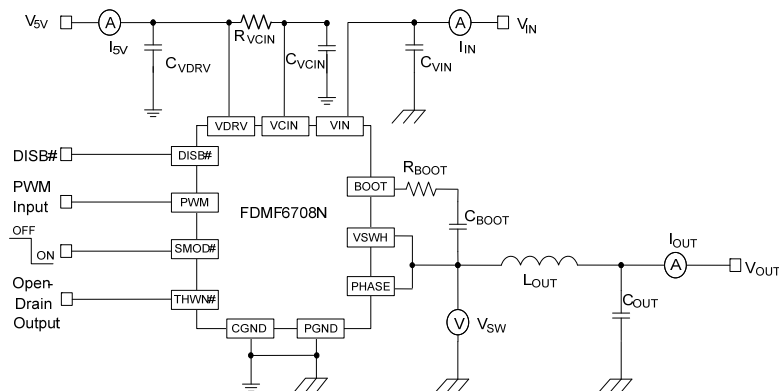 V5V
A
I5V
CVDRV
RVCIN
CVCIN
CVIN
A
IIN
VIN
VDRV
VCIN
VIN
DISB#
DISB#
PWM
Input
PWM
FDMF6708N
BOOT
RBOOT
CBOOT
OFF
ON
SMOD#
VSWH
IOUT
A
VOUT
LOUT
COUT
PHASE
Open-
Drain
Output
THWN#
CGND
PGND
V
VSW